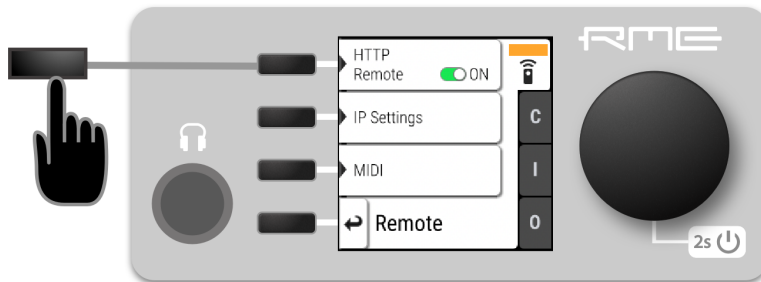 RME
HTTP
Remote ON
IP Settings
C
MIDI
I
Remote
O
2s